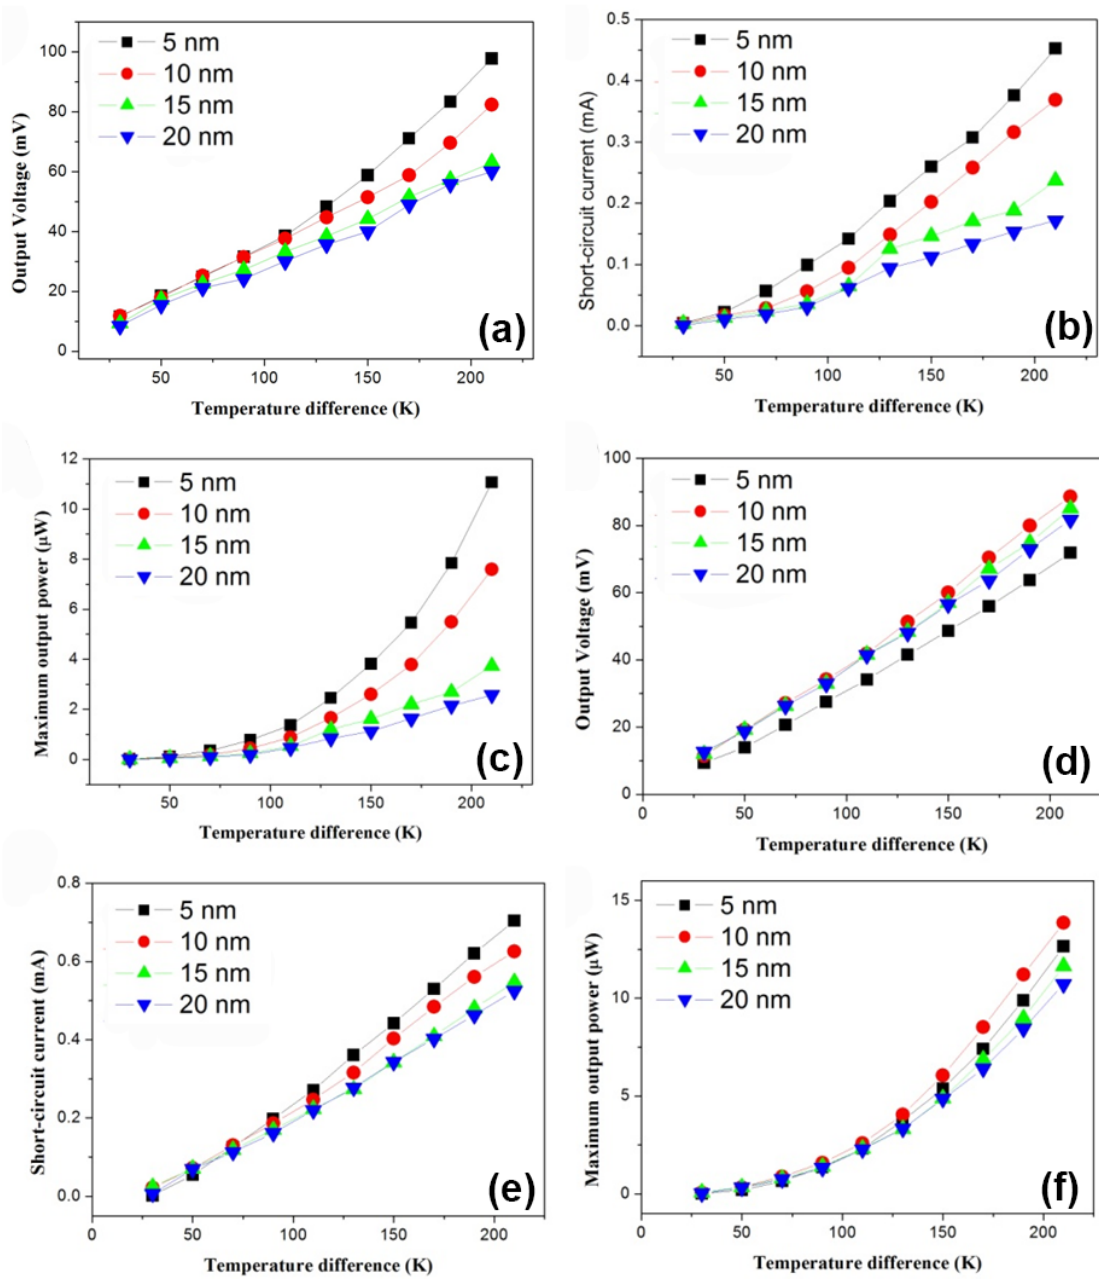 Output Voltage (mV)
100
80
60
40
20
0
5 nm
10 nm
15 nm
20 nm
(a)
50 100 150 200
Temperature difference (K)
Short-circuit current (mA)
0.5
0.4
0.3
0.2
0.1
0.0
5 nm
10 nm
15 nm
20 nm
(b)
50 100 150 200
Temperature difference (K)
Maximum output power (μW)
12
10
8
6
4
2
0
5 nm
10 nm
15 nm
20 nm
(c)
50 100 150 200
Temperature difference (K)
Output Voltage (mV)
100
80
60
40
20
0
5 nm
10 nm
15 nm
20 nm
(d)
0 50 100 150 200
Temperature difference (K)
Short-circuit current (mA)
0.8
0.6
0.4
0.2
0.0
5 nm
10 nm
15 nm
20 nm
(e)
0 50 100 150 200
Temperature difference (K)
Maximum output power (μW)
15
10
5
0
5 nm
10 nm
15 nm
20 nm
(f)
0 50 100 150 200
Temperature difference (K)